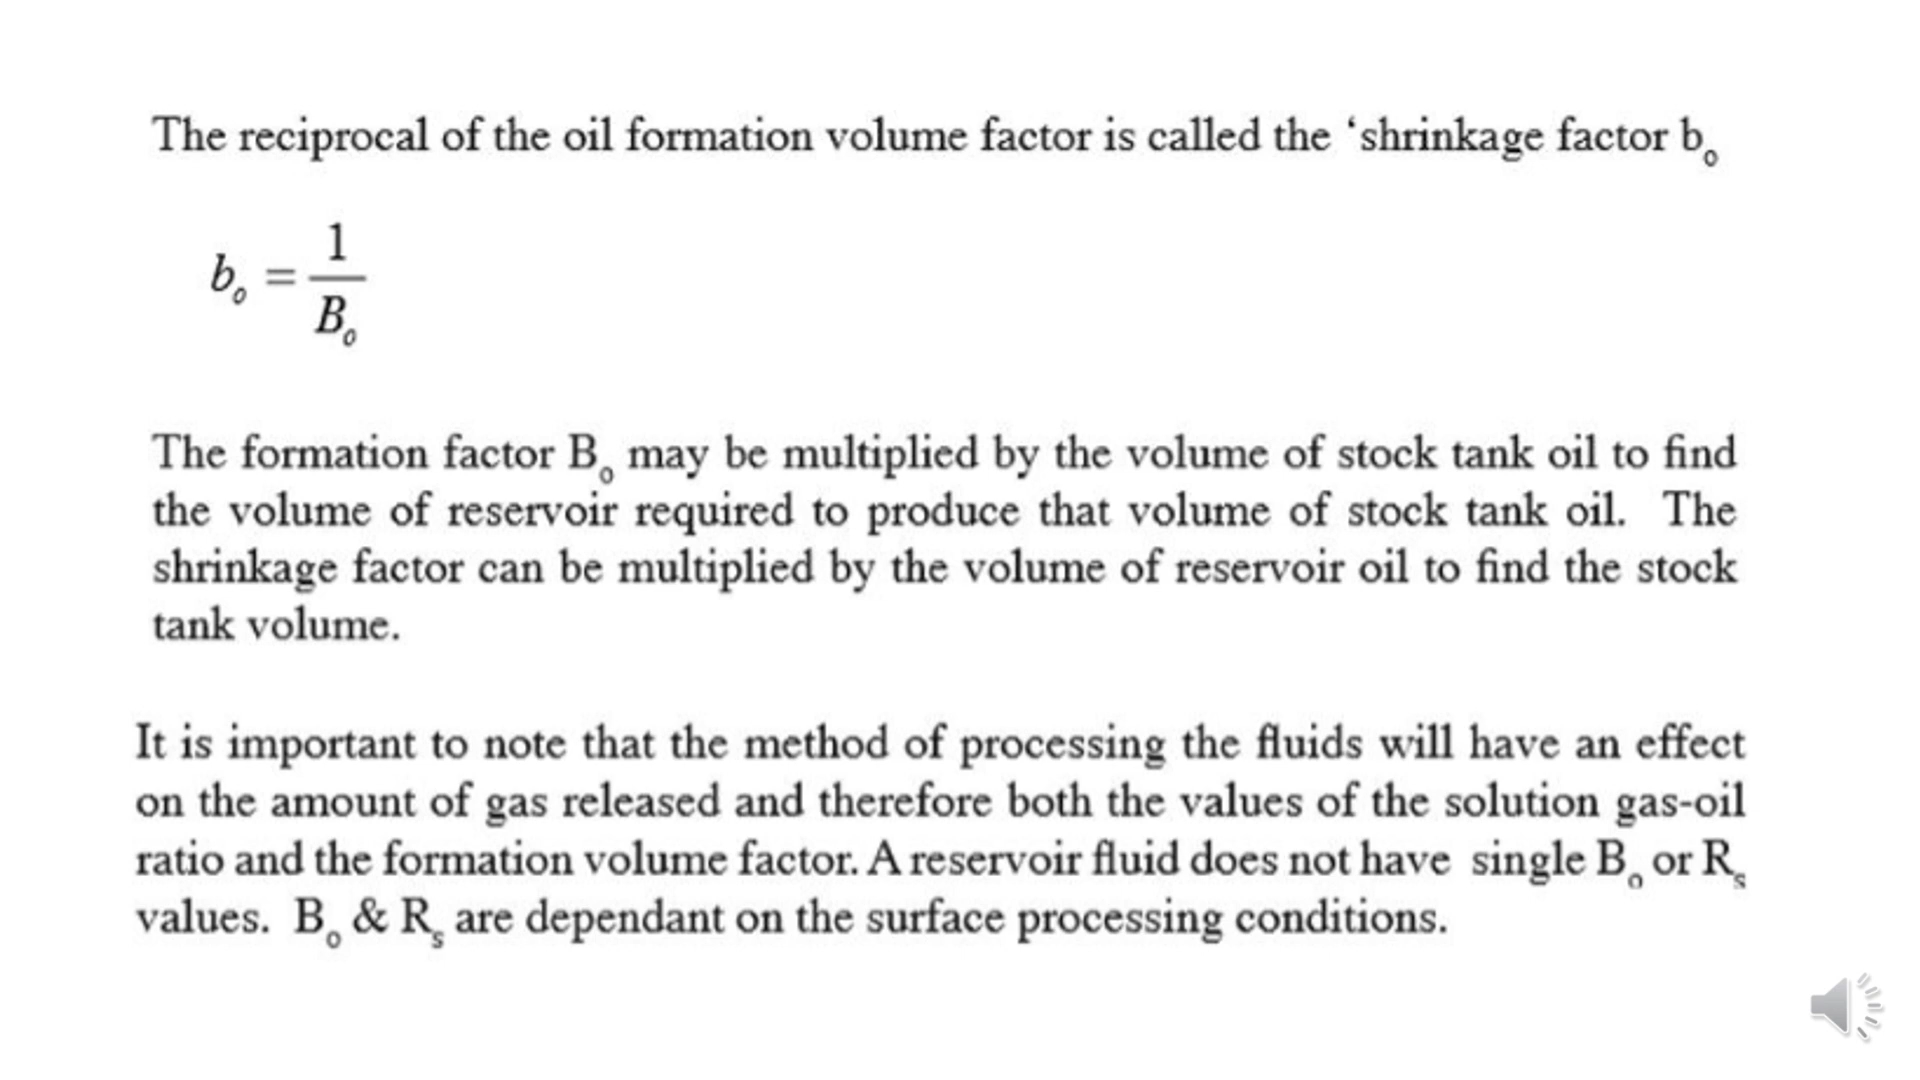 The reciprocal of the oil formation volume factor is called the ‘shrinkage factor bₒ
bₒ = 1/Bₒ
The formation factor Bₒ may be multiplied by the volume of stock tank oil to find
the volume of reservoir required to produce that volume of stock tank oil. The
shrinkage factor can be multiplied by the volume of reservoir oil to find the stock
tank volume.
It is important to note that the method of processing the fluids will have an effect
on the amount of gas released and therefore both the values of the solution gas-oil
ratio and the formation volume factor. A reservoir fluid does not have single Bₒ or Rₛ
values. Bₒ & Rₛ are dependant on the surface processing conditions.